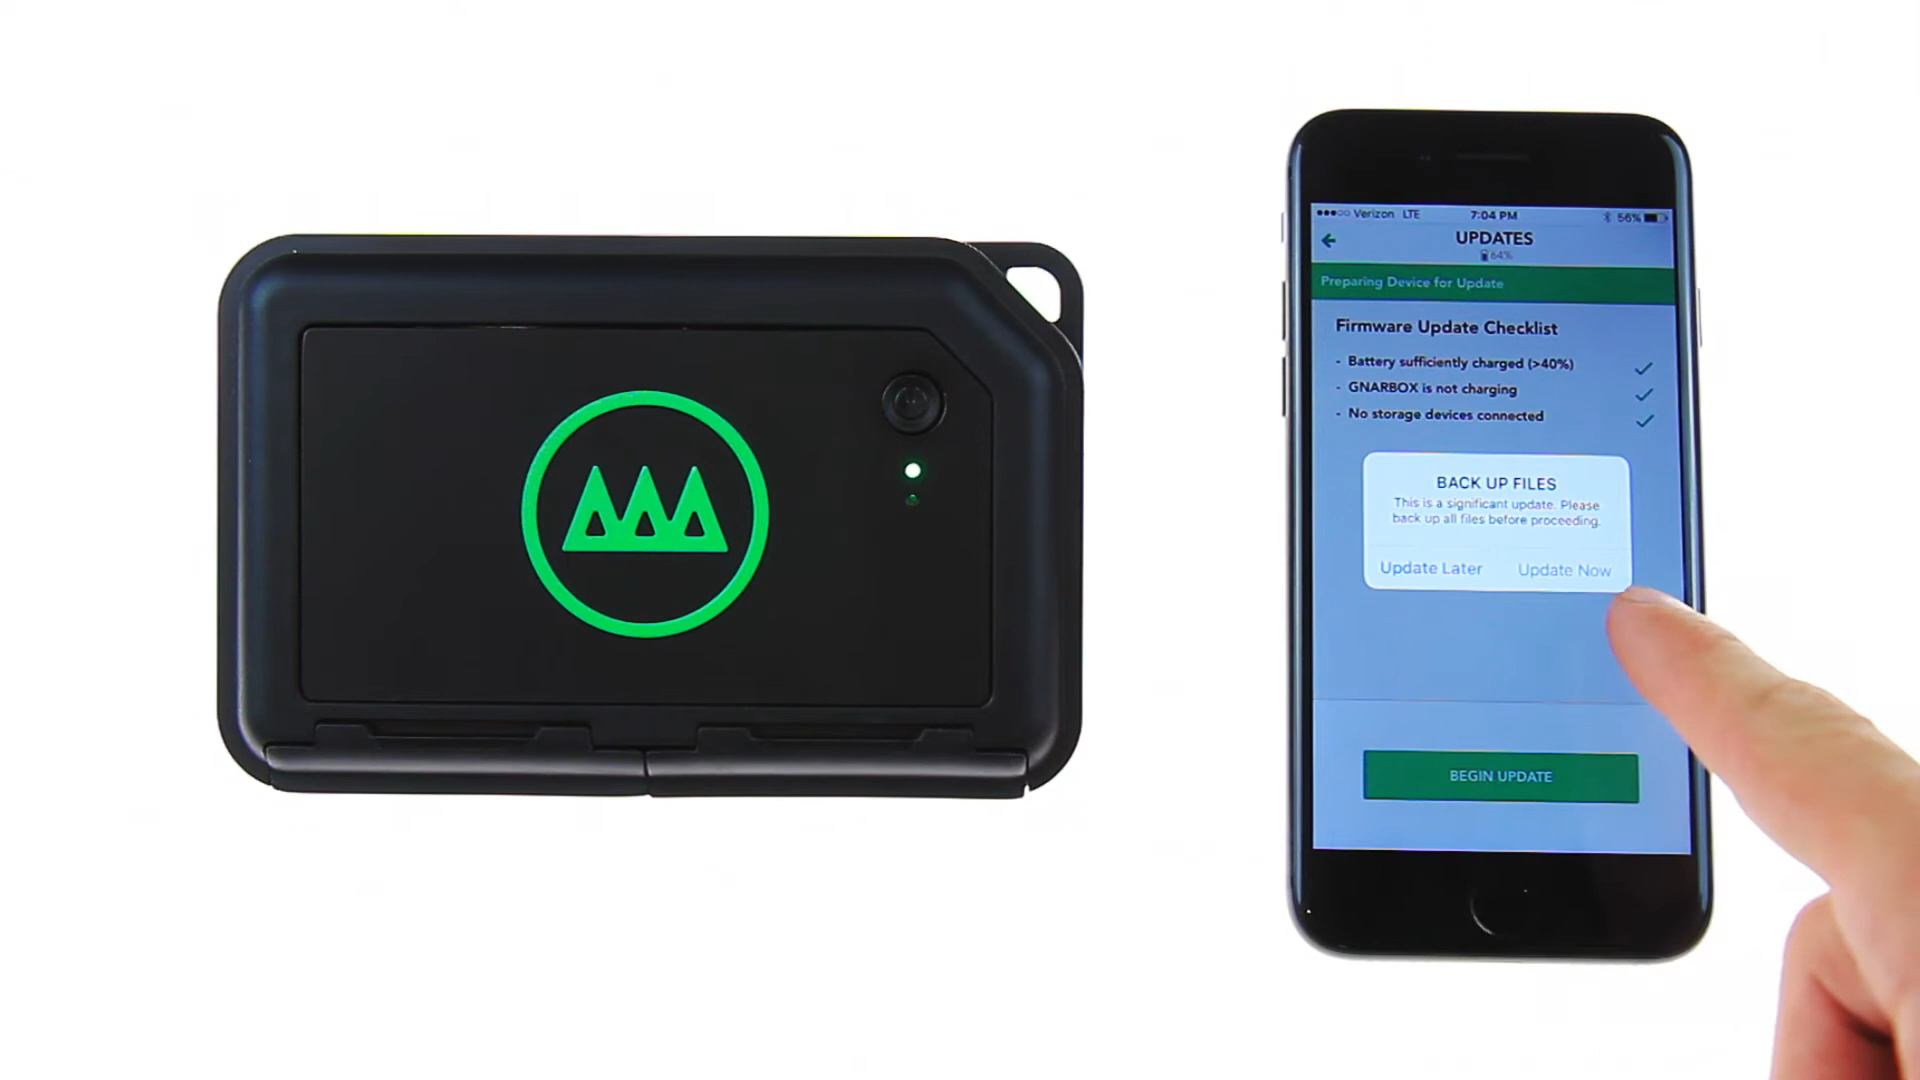 Verizon LTE 7:04 PM 56%
UPDATES
64%
Preparing Device for Update
Firmware Update Checklist
- Battery sufficiently charged (>40%)
- GNARBOX is not charging
- No storage devices connected
BACK UP FILES
This is a significant update. Please
back up all files before proceeding.
Update Later Update Now
BEGIN UPDATE